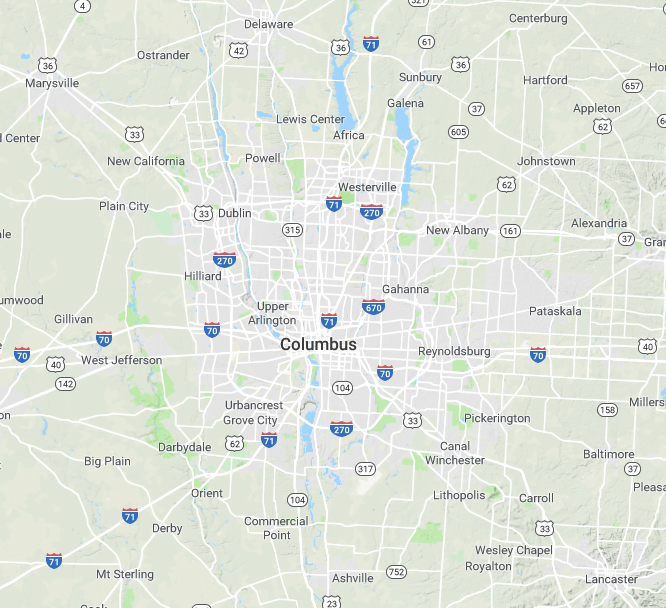 4
321
Delaware
Centerburg
42
36
71
61
Ostrander
36
36
Marysville
Sunbury
Hartford
657
Galena
37
Appleton
Lewis Center
62
33
Africa
605
Center
New California
Powell
Johnstown
Westerville
62
Plain City
33
Dublin
71
270
Alexandria
315
New Albany
161
37
270
Hilliard
Gahanna
Upper
Arlington
670
Pataskala
Gillivan
71
70
70
70
Columbus
40
West Jefferson
40
Reynoldsburg
70
142
70
104
Urbancrest
Grove City
158
33
Pickerington
270
71
62
Darbydale
Canal
Winchester
Baltimore
Big Plain
317
37
Orient
104
Lithopolis
Carroll
71
Derby
Commercial
Point
33
Wesley Chapel
71
Royalton
Mt Sterling
752
Ashville
Lancaster
23